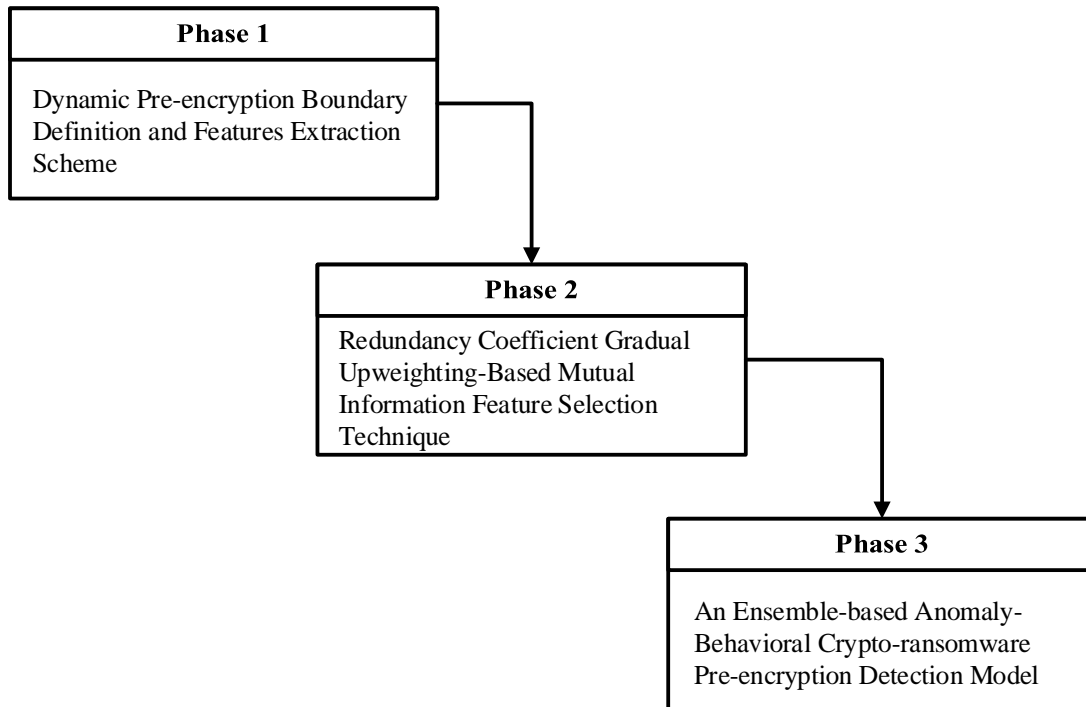 Phase 1
Dynamic Pre-encryption Boundary
Definition and Features Extraction
Scheme
Phase 2
Redundancy Coefficient Gradual
Upweighting-Based Mutual
Information Feature Selection
Technique
Phase 3
An Ensemble-based Anomaly-
Behavioral Crypto-ransomware
Pre-encryption Detection Model